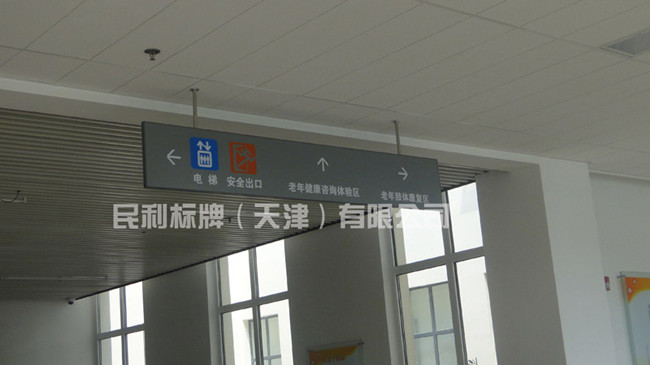 电梯 安全出口
老年健康咨询体验区
老年肢体康复区
民利标牌（天津）有限公司